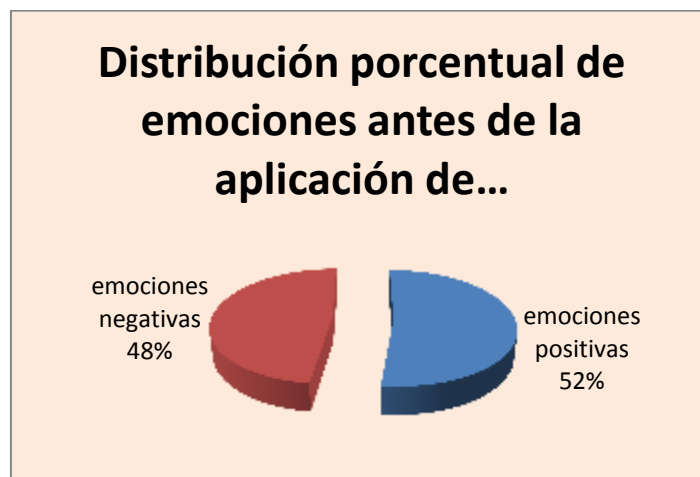 Distribución porcentual de
emociones antes de la
aplicación de…
emociones
negativas
48%
emociones
positivas
52%